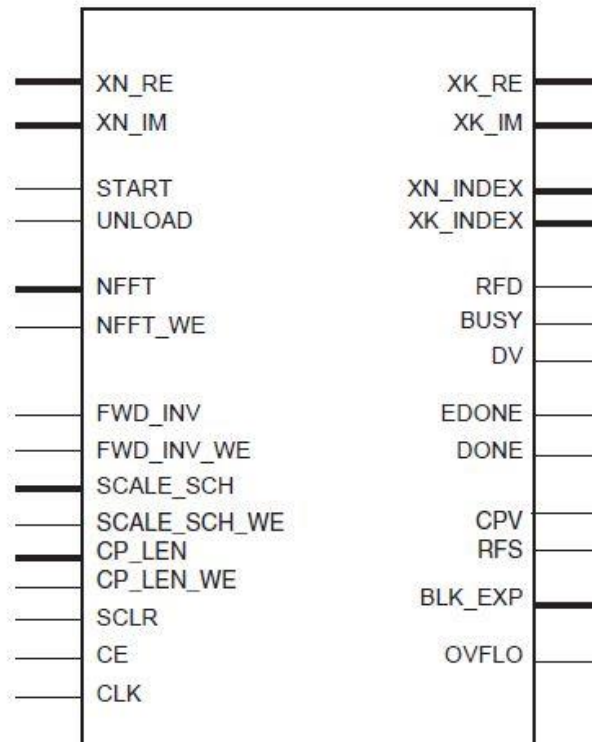 XN_RE
XN_IM
START
UNLOAD
NFFT
NFFT_WE
FWD_INV
FWD_INV_WE
SCALE_SCH
SCALE_SCH_WE
CP_LEN
CP_LEN_WE
SCLR
CE
CLK
XK_RE
XK_IM
XN_INDEX
XK_INDEX
RFD
BUSY
DV
EDONE
DONE
CPV
RFS
BLK_EXP
OVFLO